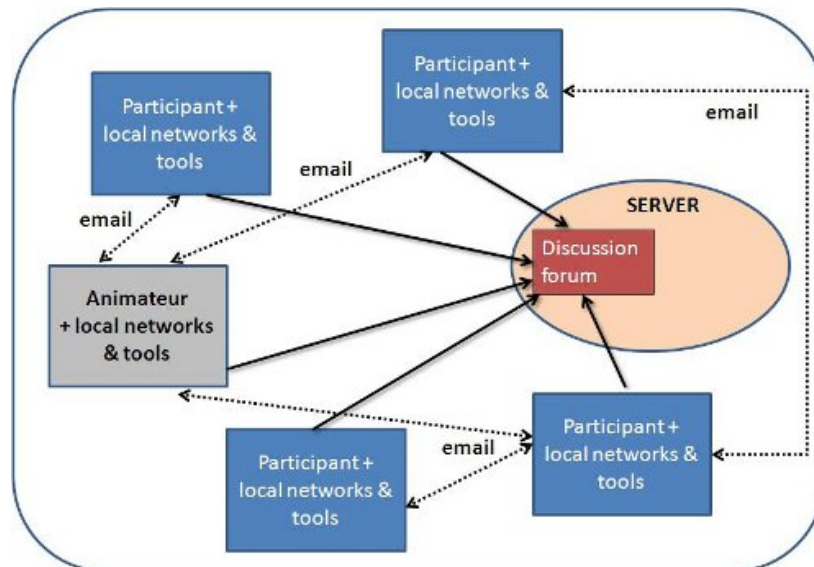 Participant +
local networks &
tools
email
Participant +
local networks &
tools
email
email
SERVER
Discussion
forum
Animateur
+ local networks
& tools
email
Participant +
local networks &
tools
Participant +
local networks &
tools